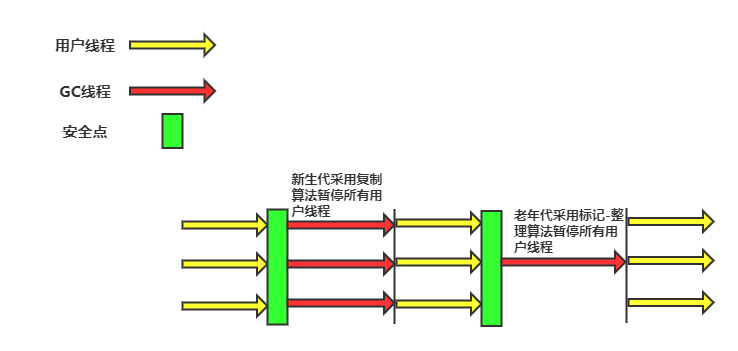 用户线程
GC线程
安全点
新生代采用复制
算法暂停所有用
户线程
老年代采用标记-整
理算法暂停所有用
户线程